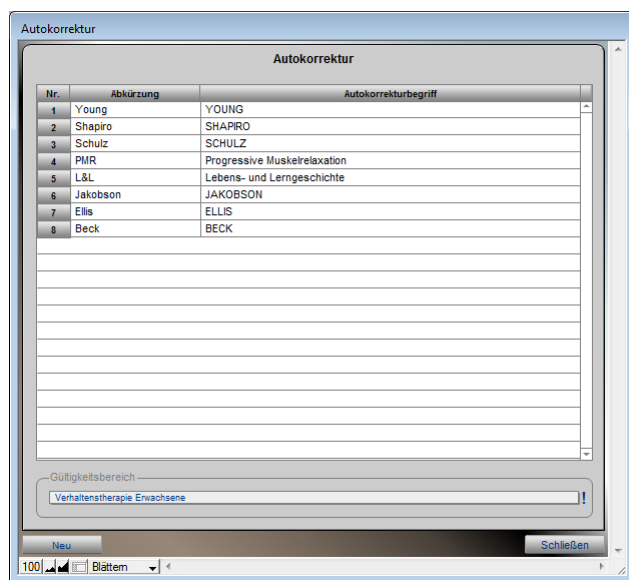 Autokorrektur
Autokorrektur
Nr. Abkürzung Autokorrekturbegriff
1 Young YOUNG
2 Shapiro SHAPIRO
3 Schulz SCHULZ
4 PMR Progressive Muskelrelaxation
5 L&L Lebens- und Lerngeschichte
6 Jakobson JAKOBSON
7 Ellis ELLIS
8 Beck BECK
Gültigkeitsbereich
Verhaltenstherapie Erwachsene !
Neu Schließen
100 Blättern